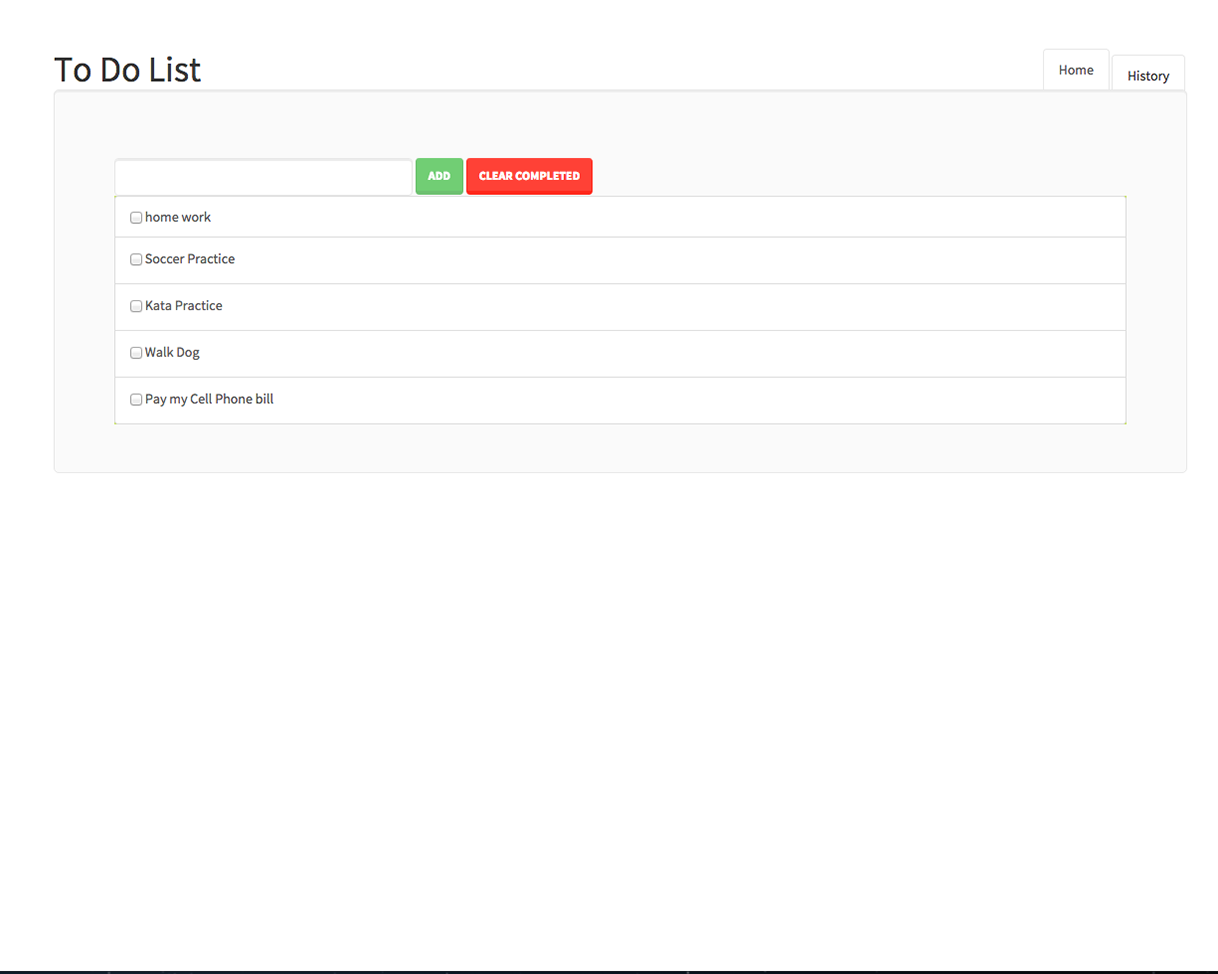 To Do List
Home
History
ADD
CLEAR COMPLETED
home work
Soccer Practice
Kata Practice
Walk Dog
Pay my Cell Phone bill